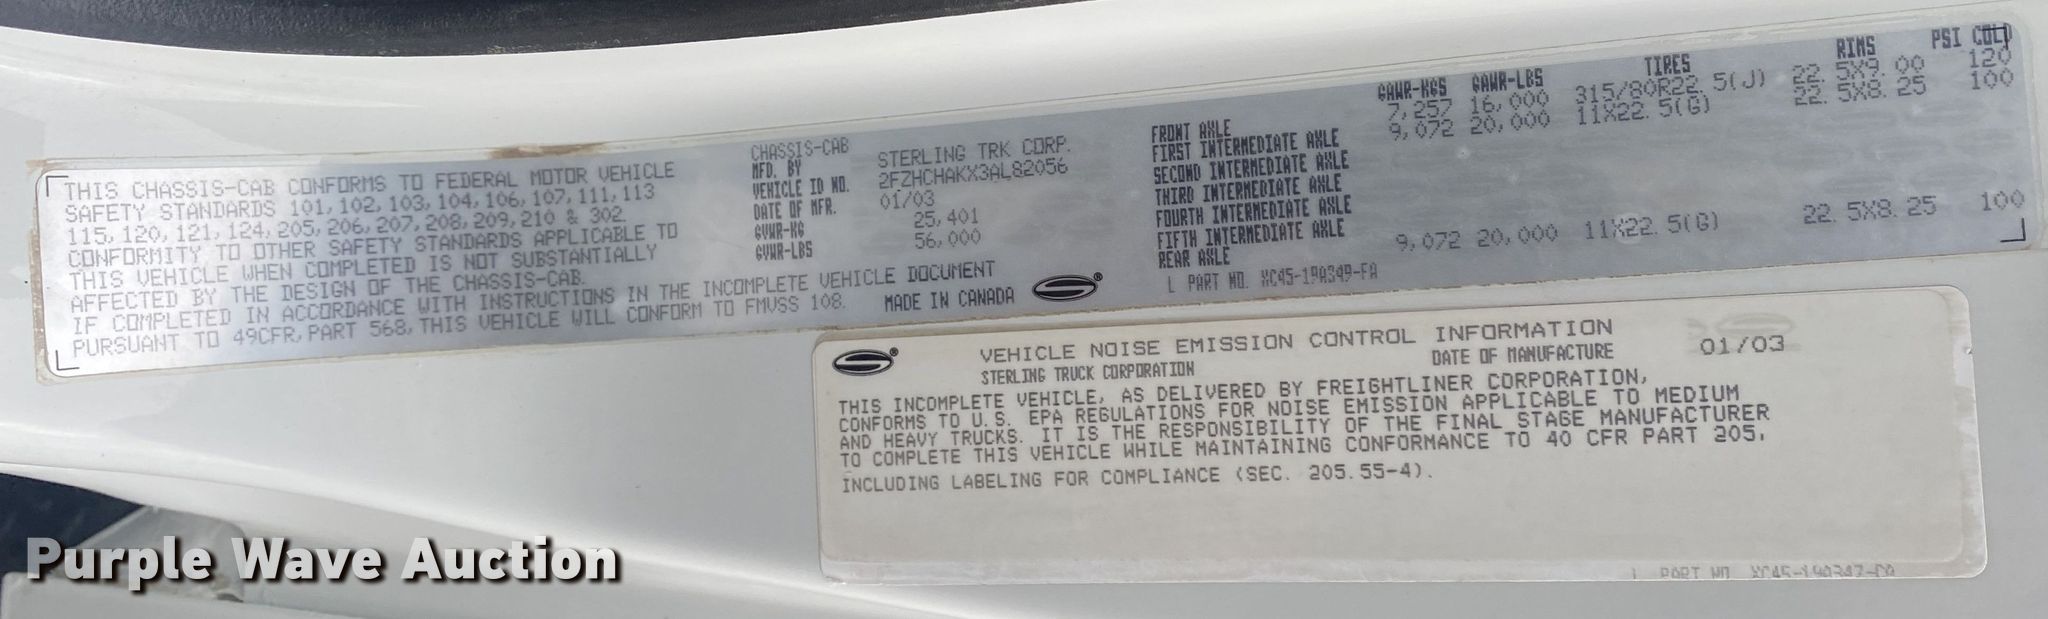 THIS CHASSIS-CAB CONFORMS TO FEDERAL MOTOR VEHICLE
SAFETY STANDARDS 101, 102, 103, 104, 106, 107, 111, 113
115, 120, 121, 124, 205, 206, 207, 208, 209, 210 & 302
CONFORMITY TO OTHER SAFETY STANDARDS APPLICABLE TO
THIS VEHICLE WHEN COMPLETED IS NOT SUBSTANTIALLY
AFFECTED BY THE DESIGN OF THE CHASSIS-CAB.
IF COMPLETED IN ACCORDANCE WITH INSTRUCTIONS IN THE INCOMPLETE VEHICLE DOCUMENT
PURSUANT TO 49CFR, PART 568, THIS VEHICLE WILL CONFORM TO FMVSS 108. MADE IN CANADA
CHASSIS-CAB
MFD. BY STERLING TRK CORP.
VEHICLE ID NO. 2FZHCHAKX3AL82056
DATE OF MFR. 01/03
GVWR-KG 25,401
GVWR-LBS 56,000
GAWR-KGS GAWR-LBS TIRES RIMS PSI COLD
FRONT AXLE 7,257 16,000 315/80R22.5(J) 22.5X9.00 120
FIRST INTERMEDIATE AXLE 9,072 20,000 11X22.5(G) 22.5X8.25 100
SECOND INTERMEDIATE AXLE
THIRD INTERMEDIATE AXLE
FOURTH INTERMEDIATE AXLE
FIFTH INTERMEDIATE AXLE
REAR AXLE 9,072 20,000 11X22.5(G) 22.5X8.25 100
L PART NO. XC45-19A349-FA
VEHICLE NOISE EMISSION CONTROL INFORMATION
STERLING TRUCK CORPORATION DATE OF MANUFACTURE 01/03
THIS INCOMPLETE VEHICLE, AS DELIVERED BY FREIGHTLINER CORPORATION,
CONFORMS TO U.S. EPA REGULATIONS FOR NOISE EMISSION APPLICABLE TO MEDIUM
AND HEAVY TRUCKS. IT IS THE RESPONSIBILITY OF THE FINAL STAGE MANUFACTURER
TO COMPLETE THIS VEHICLE WHILE MAINTAINING CONFORMANCE TO 40 CFR PART 205,
INCLUDING LABELING FOR COMPLIANCE (SEC. 205.55-4).
L PART NO.
Purple Wave Auction